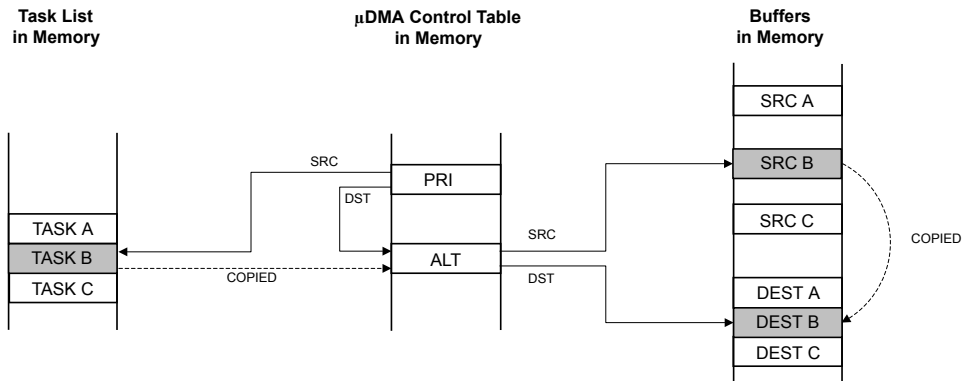 Task List
in Memory
µDMA Control Table
in Memory
Buffers
in Memory
SRC A
SRC
PRI
SRC B
DST
TASK A
SRC C
SRC
COPIED
TASK B
ALT
COPIED
DST
TASK C
DEST A
DEST B
DEST C